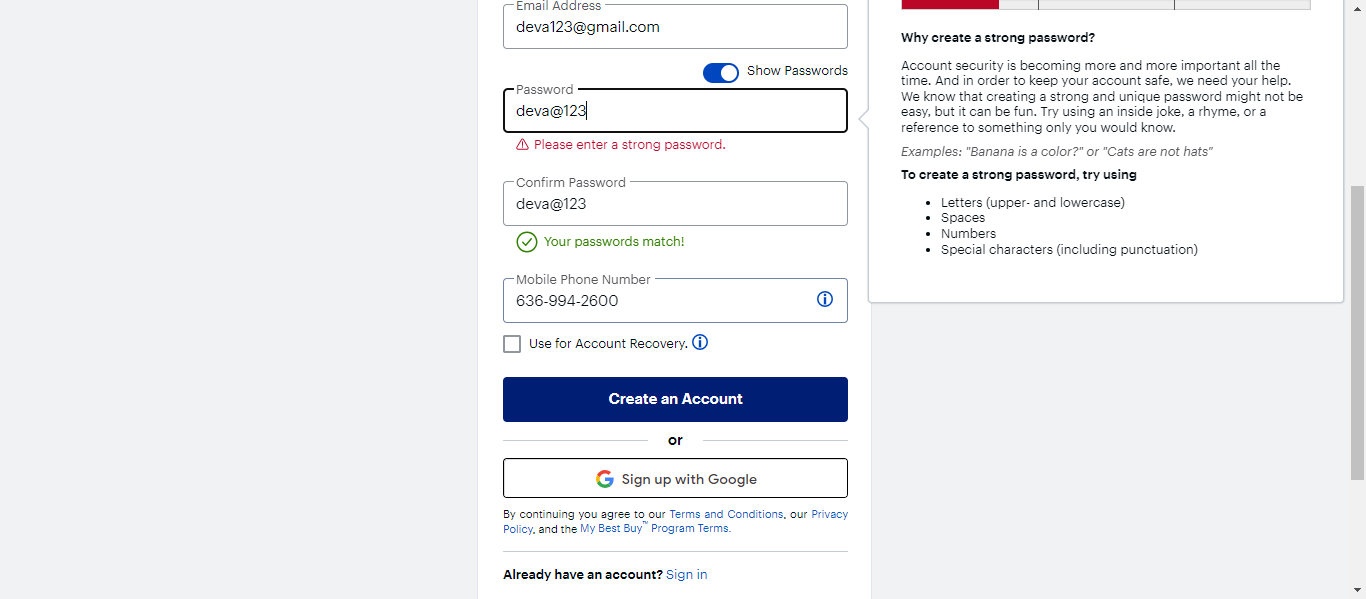 Email Address
deva123@gmail.com
Show Passwords
Password
deva@123
Please enter a strong password.
Confirm Password
deva@123
Your passwords match!
Mobile Phone Number
636-994-2600
Use for Account Recovery.
Create an Account
or
Sign up with Google
By continuing you agree to our Terms and Conditions, our Privacy
Policy, and the My Best Buy™ Program Terms.
Already have an account? Sign in
Why create a strong password?
Account security is becoming more and more important all the
time. And in order to keep your account safe, we need your help.
We know that creating a strong and unique password might not be
easy, but it can be fun. Try using an inside joke, a rhyme, or a
reference to something only you would know.
Examples: "Banana is a color?" or "Cats are not hats"
To create a strong password, try using
• Letters (upper- and lowercase)
• Spaces
• Numbers
• Special characters (including punctuation)